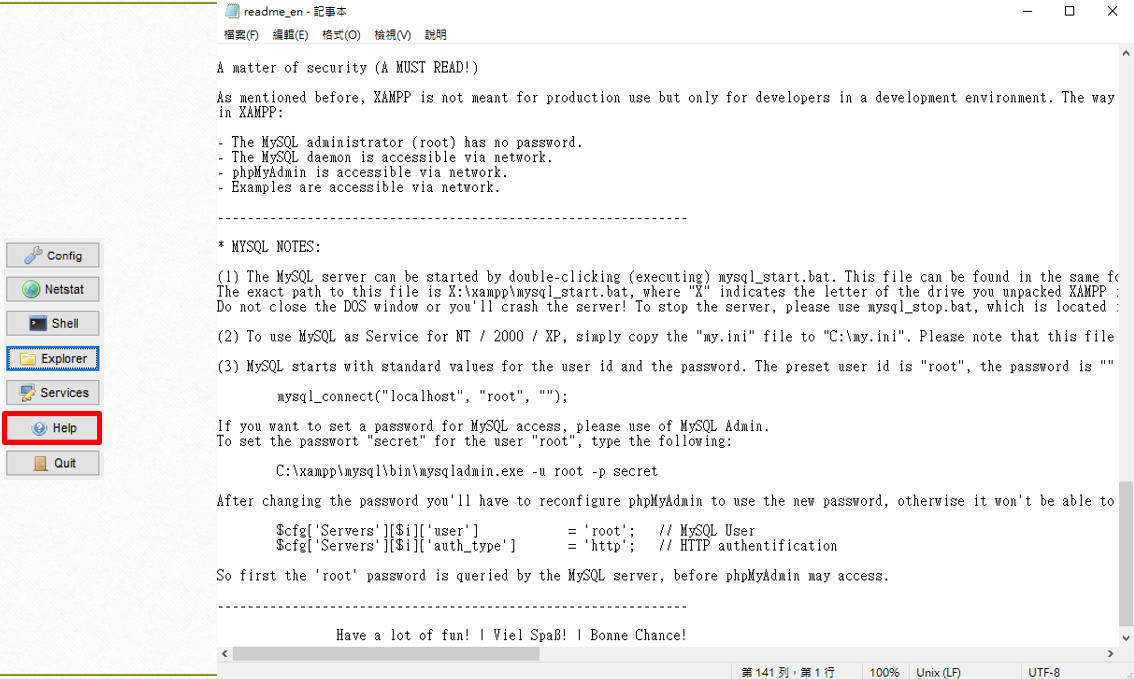 readme_en - 記事本
檔案(F) 編輯(E) 格式(O) 檢視(V) 說明
A matter of security (A MUST READ!)
As mentioned before, XAMPP is not meant for production use but only for developers in a development environment. The way
in XAMPP:
- The MySQL administrator (root) has no password.
- The MySQL daemon is accessible via network.
- phpMyAdmin is accessible via network.
- Examples are accessible via network.
------------------------------------------------------------
* MYSQL NOTES:
(1) The MySQL server can be started by double-clicking (executing) mysql_start.bat. This file can be found in the same
The exact path to this file is X:\xampp\mysql_start.bat, where "X" indicates the letter of the drive you unpacked XAMPP
Do not close the DOS window or you'll crash the server! To stop the server, please use mysql_stop.bat, which is located
(2) To use MySQL as Service for NT / 2000 / XP, simply copy the "my.ini" file to "C:\my.ini". Please note that this file
(3) MySQL starts with standard values for the user id and the password. The preset user id is "root", the password is ""
mysql_connect("localhost", "root", "");
If you want to set a password for MySQL access, please use of MySQL Admin.
To set the passwort "secret" for the user "root", type the following:
C:\xampp\mysql\bin\mysqladmin.exe -u root -p secret
After changing the password you'll have to reconfigure phpMyAdmin to use the new password, otherwise it won't be able to
$cfg['Servers'][$i]['user'] = 'root'; // MySQL User
$cfg['Servers'][$i]['auth_type'] = 'http'; // HTTP authentification
So first the 'root' password is queried by the MySQL server, before phpMyAdmin may access.
------------------------------------------------------------
Have a lot of fun! | Viel Spaß! | Bonne Chance!
第 141 列，第 1 行 100% Unix (LF) UTF-8
Config
Netstat
Shell
Explorer
Services
Help
Quit